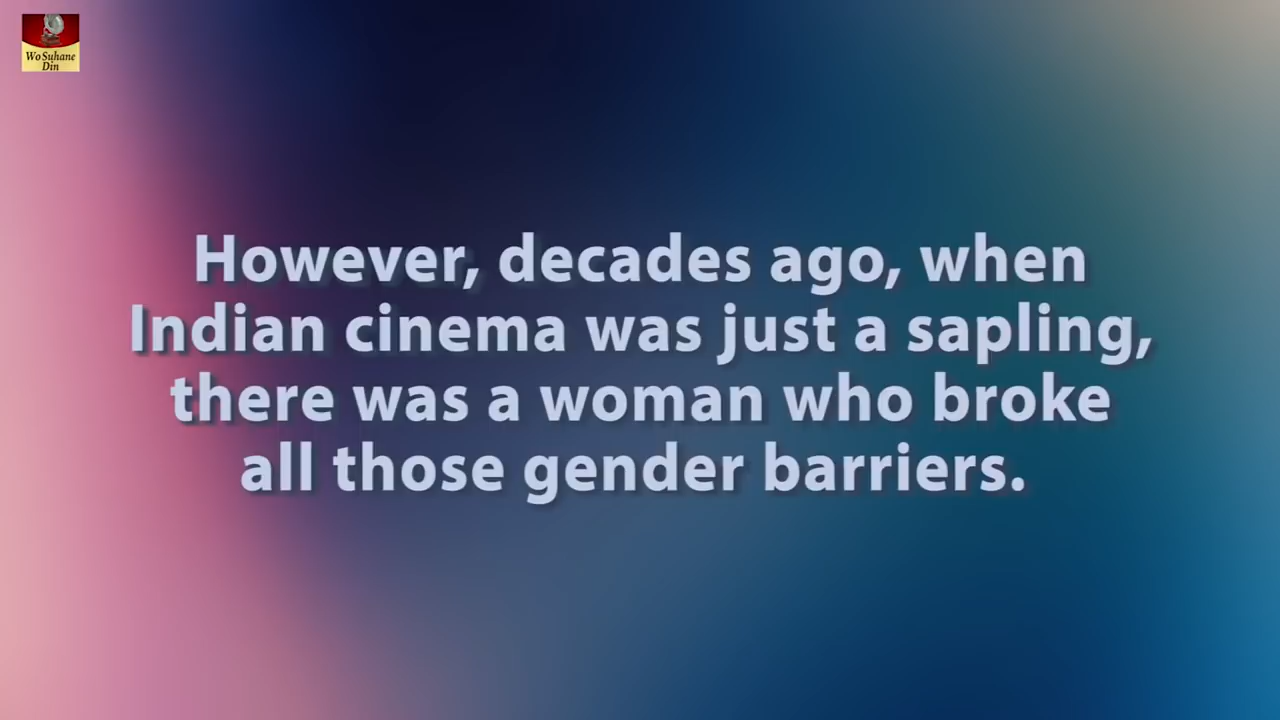 Wo Suhane
Din
However, decades ago, when
Indian cinema was just a sapling,
there was a woman who broke
all those gender barriers.